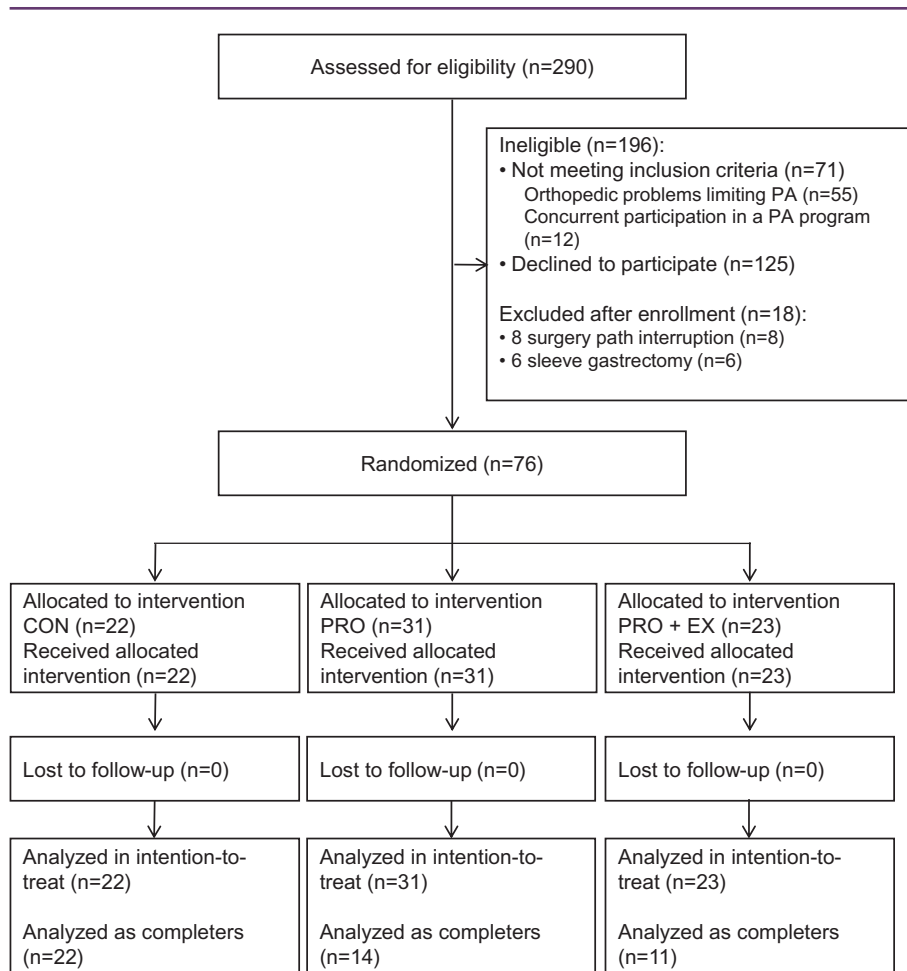 Assessed for eligibility (n=290)
Ineligible (n=196):
• Not meeting inclusion criteria (n=71)
Orthopedic problems limiting PA (n=55)
Concurrent participation in a PA program
(n=12)
• Declined to participate (n=125)
Excluded after enrollment (n=18):
• 8 surgery path interruption (n=8)
• 6 sleeve gastrectomy (n=6)
Randomized (n=76)
Allocated to intervention
CON (n=22)
Received allocated
intervention (n=22)
Allocated to intervention
PRO (n=31)
Received allocated
intervention (n=31)
Allocated to intervention
PRO + EX (n=23)
Received allocated
intervention (n=23)
Lost to follow-up (n=0)
Lost to follow-up (n=0)
Lost to follow-up (n=0)
Analyzed in intention-to-
treat (n=22)
Analyzed as completers
(n=22)
Analyzed in intention-to-
treat (n=31)
Analyzed as completers
(n=14)
Analyzed in intention-to-
treat (n=23)
Analyzed as completers
(n=11)